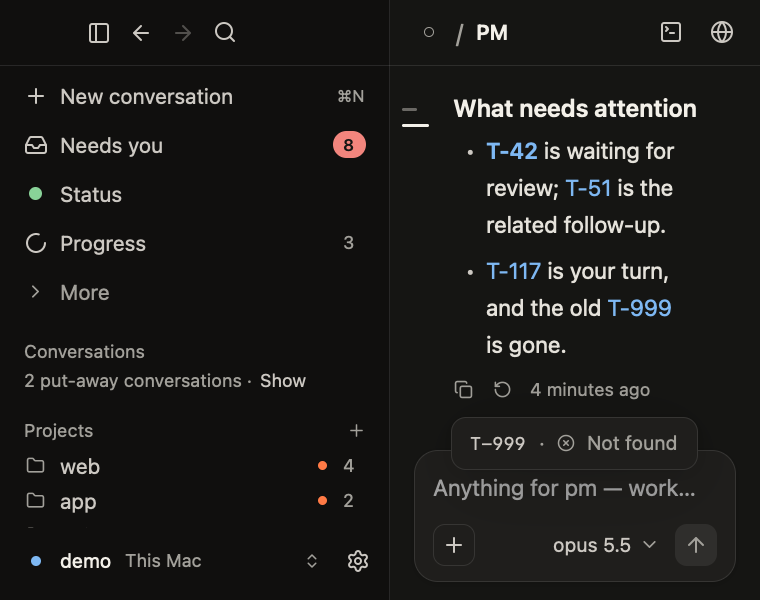 / PM
New conversation ⌘N
Needs you 8
Status
Progress 3
More
Conversations
2 put-away conversations · Show
Projects +
web 4
app 2
demo This Mac
What needs attention
• T-42 is waiting for
review; T-51 is the
related follow-up.
• T-117 is your turn,
and the old T-999
is gone.
4 minutes ago
T-999 · Not found
Anything for pm — work...
opus 5.5